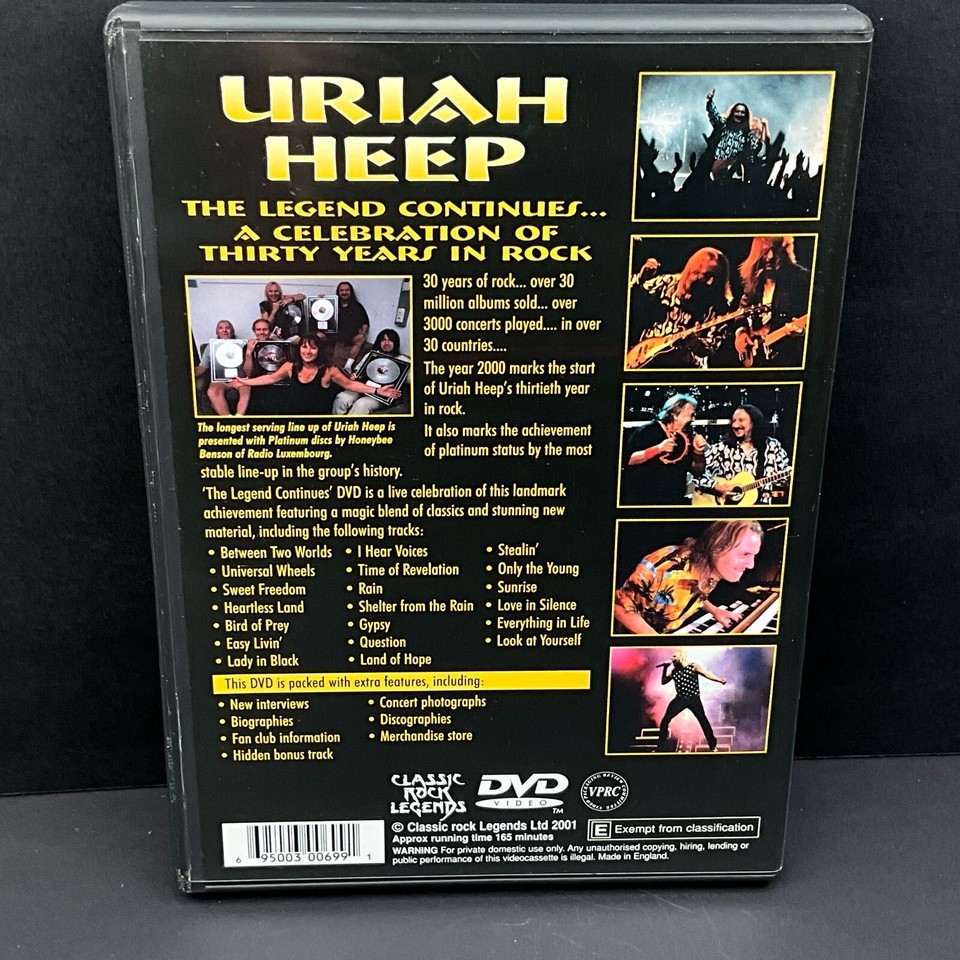 URIAH
HEEP
THE LEGEND CONTINUES...
A CELEBRATION OF
THIRTY YEARS IN ROCK
30 years of rock... over 30
million albums sold... over
3000 concerts played.... in over
30 countries....
The year 2000 marks the start
of Uriah Heep's thirtieth year
in rock.
It also marks the achievement
of platinum status by the most
stable line-up in the group's history.
The longest serving line up of Uriah Heep is
presented with Platinum discs by Honeybee
Benson of Radio Luxembourg.
'The Legend Continues' DVD is a live celebration of this landmark
achievement featuring a magic blend of classics and stunning new
material, including the following tracks:
• Between Two Worlds
• Universal Wheels
• Sweet Freedom
• Heartless Land
• Bird of Prey
• Easy Livin'
• Lady in Black
• I Hear Voices
• Time of Revelation
• Rain
• Shelter from the Rain
• Gypsy
• Question
• Land of Hope
• Stealin'
• Only the Young
• Sunrise
• Love in Silence
• Everything in Life
• Look at Yourself
This DVD is packed with extra features, including:
• New interviews
• Biographies
• Fan club information
• Hidden bonus track
• Concert photographs
• Discographies
• Merchandise store
CLASSIC
ROCK
LEGENDS
DVD
VIDEO
TM
VPRC
© Classic rock Legends Ltd 2001
Approx running time 165 minutes
E Exempt from classification
WARNING For private domestic use only. Any unauthorised copying, hiring, lending or
public performance of this videocassette is illegal. Made in England.
6 95003 00699 1